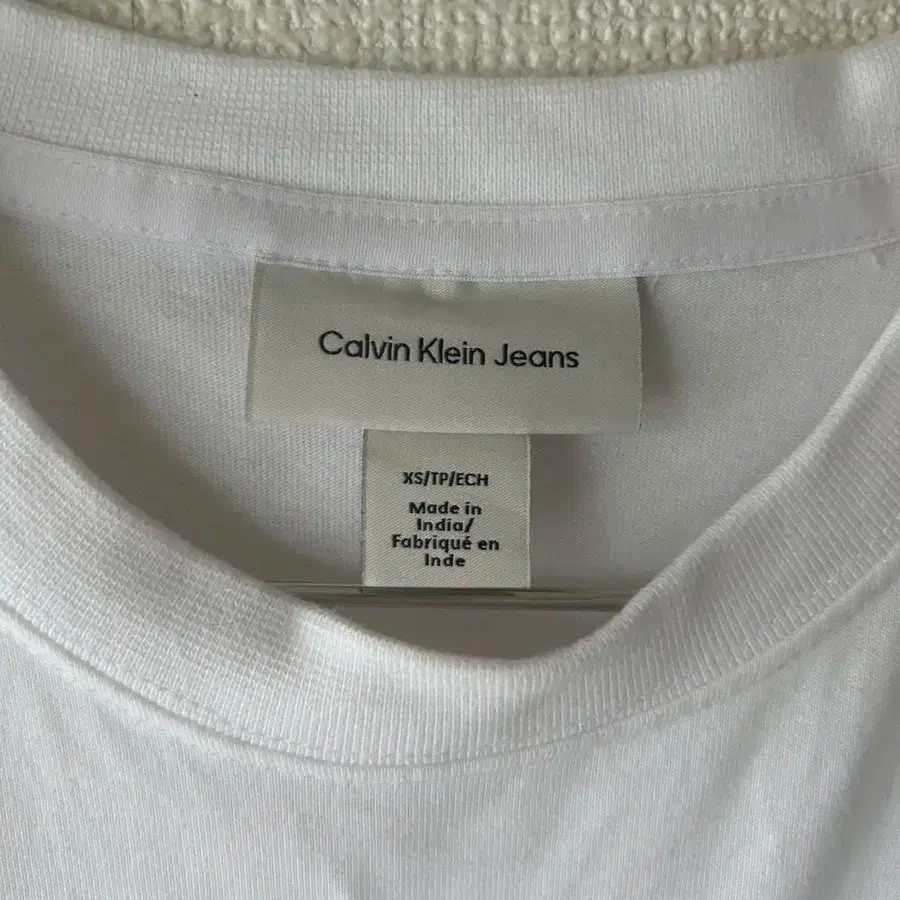 Calvin Klein Jeans
XS/TP/ECH
Made in
India/
Fabriqué en
Inde